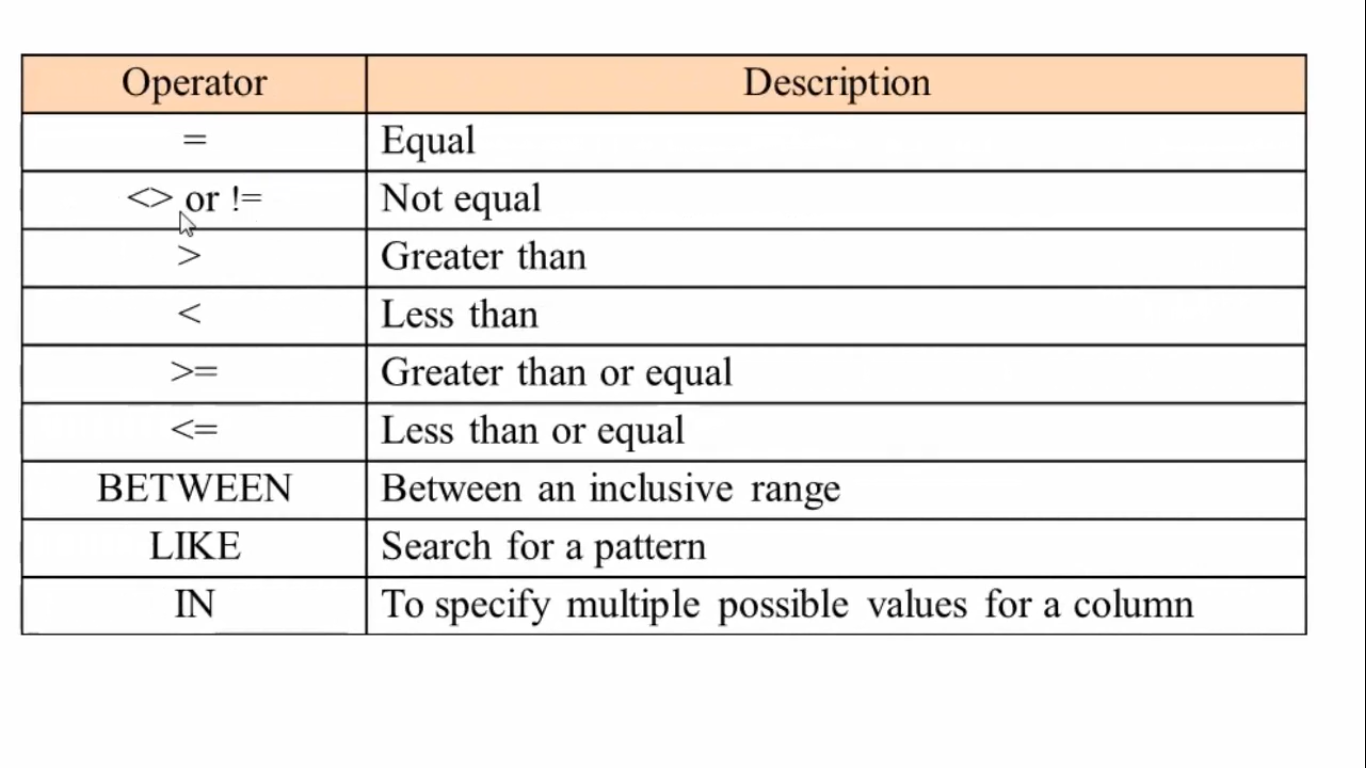 Operator Description
= Equal
<> or != Not equal
> Greater than
< Less than
>= Greater than or equal
<= Less than or equal
BETWEEN Between an inclusive range
LIKE Search for a pattern
IN To specify multiple possible values for a column